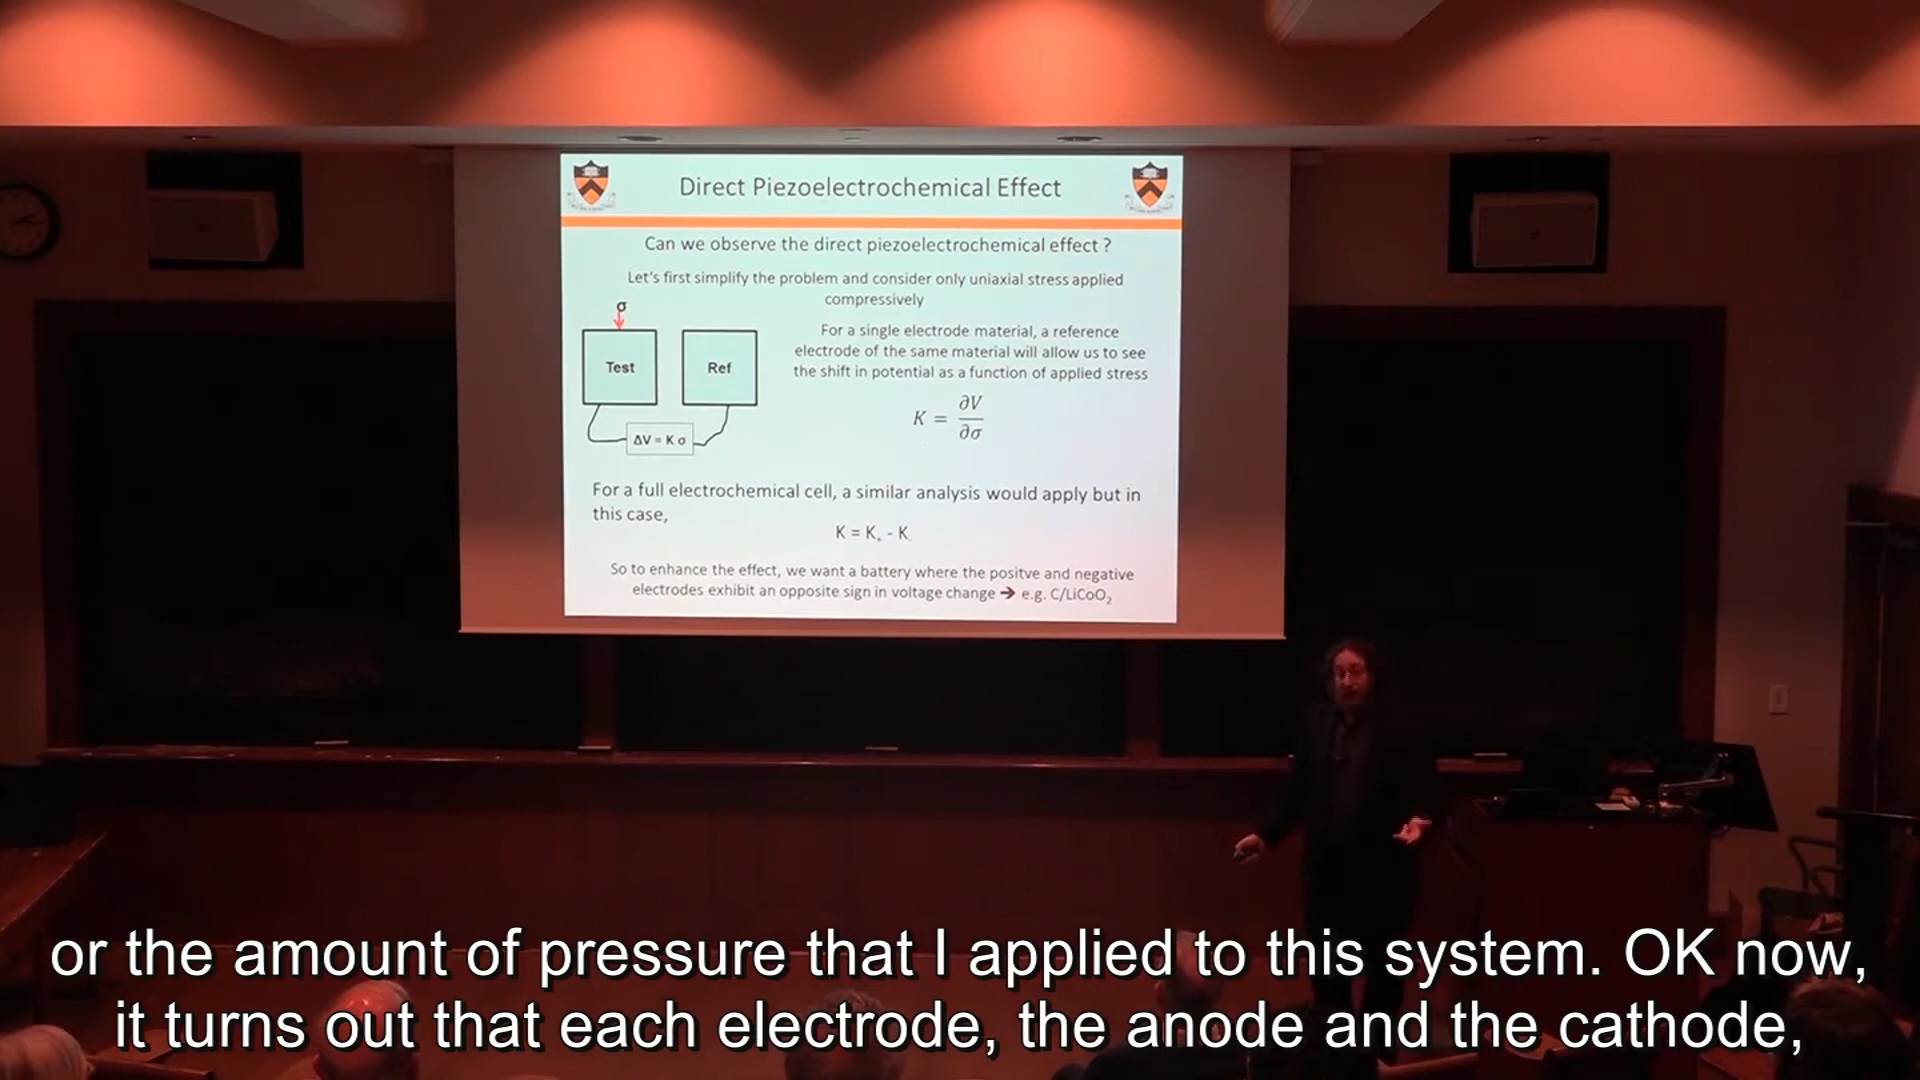 Direct Piezoelectrochemical Effect
Can we observe the direct piezoelectrochemical effect ?
Let's first simplify the problem and consider only uniaxial stress applied
compressively
σ
Test
Ref
ΔV = K σ
For a single electrode material, a reference
electrode of the same material will allow us to see
the shift in potential as a function of applied stress
K = ∂V/∂σ
For a full electrochemical cell, a similar analysis would apply but in
this case,
K = K₊ - K₋
So to enhance the effect, we want a battery where the positve and negative
electrodes exhibit an opposite sign in voltage change ➔ e.g. C/LiCoO₂
or the amount of pressure that I applied to this system. OK now,
it turns out that each electrode, the anode and the cathode,